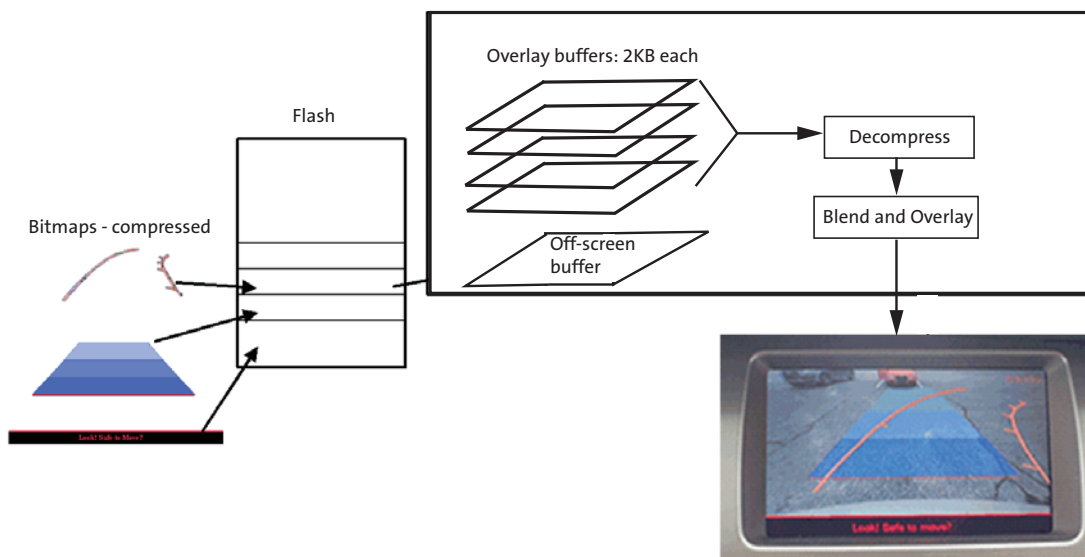 Overlay buffers: 2KB each
Flash
Decompress
Bitmaps - compressed
Blend and Overlay
Off-screen
buffer
Look! Safe to Move?
Look! Safe to move?